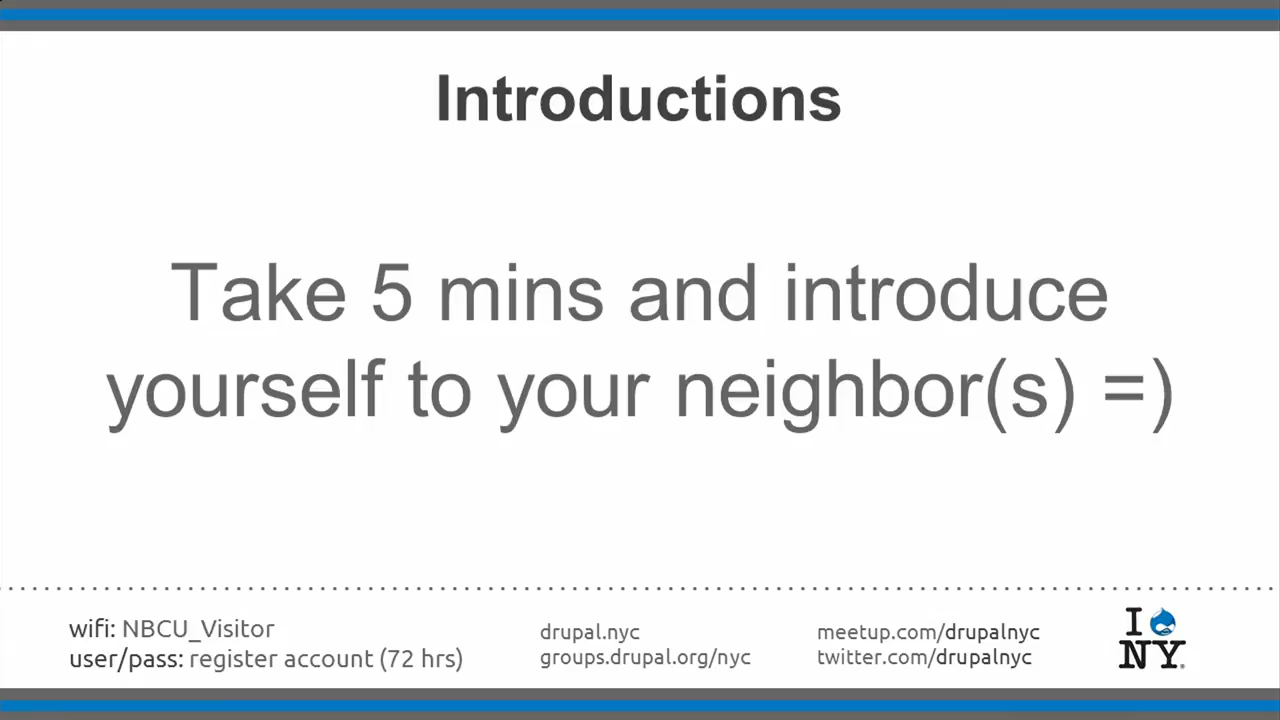 Introductions
Take 5 mins and introduce
yourself to your neighbor(s) =)
wifi: NBCU_Visitor
user/pass: register account (72 hrs)
drupal.nyc
groups.drupal.org/nyc
meetup.com/drupalnyc
twitter.com/drupalnyc
I
NY